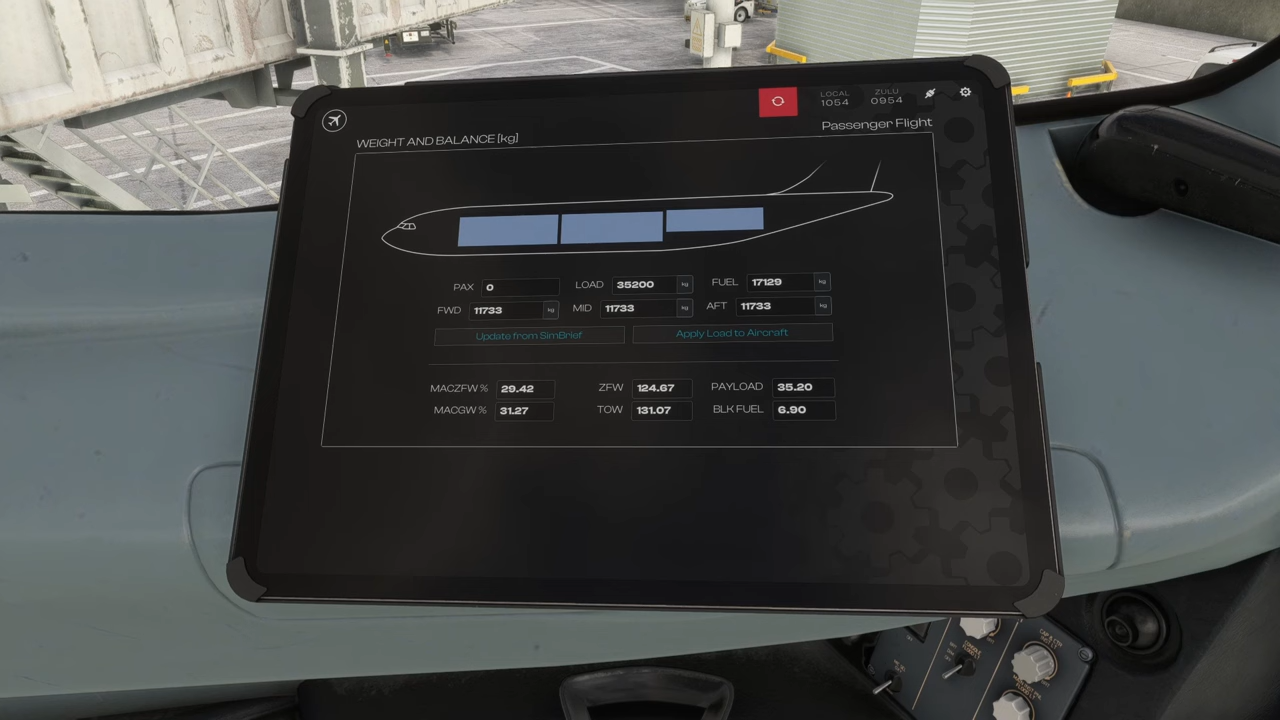 LOCAL ZULU
1054 0954
WEIGHT AND BALANCE [kg]
Passenger Flight
PAX 0 LOAD 35200 kg FUEL 17129 kg
FWD 11733 kg MID 11733 kg AFT 11733 kg
Update from SimBrief Apply Load to Aircraft
MACZFW % 29.42 ZFW 124.67 PAYLOAD 35.20
MACGW % 31.27 TOW 131.07 BLK FUEL 6.90